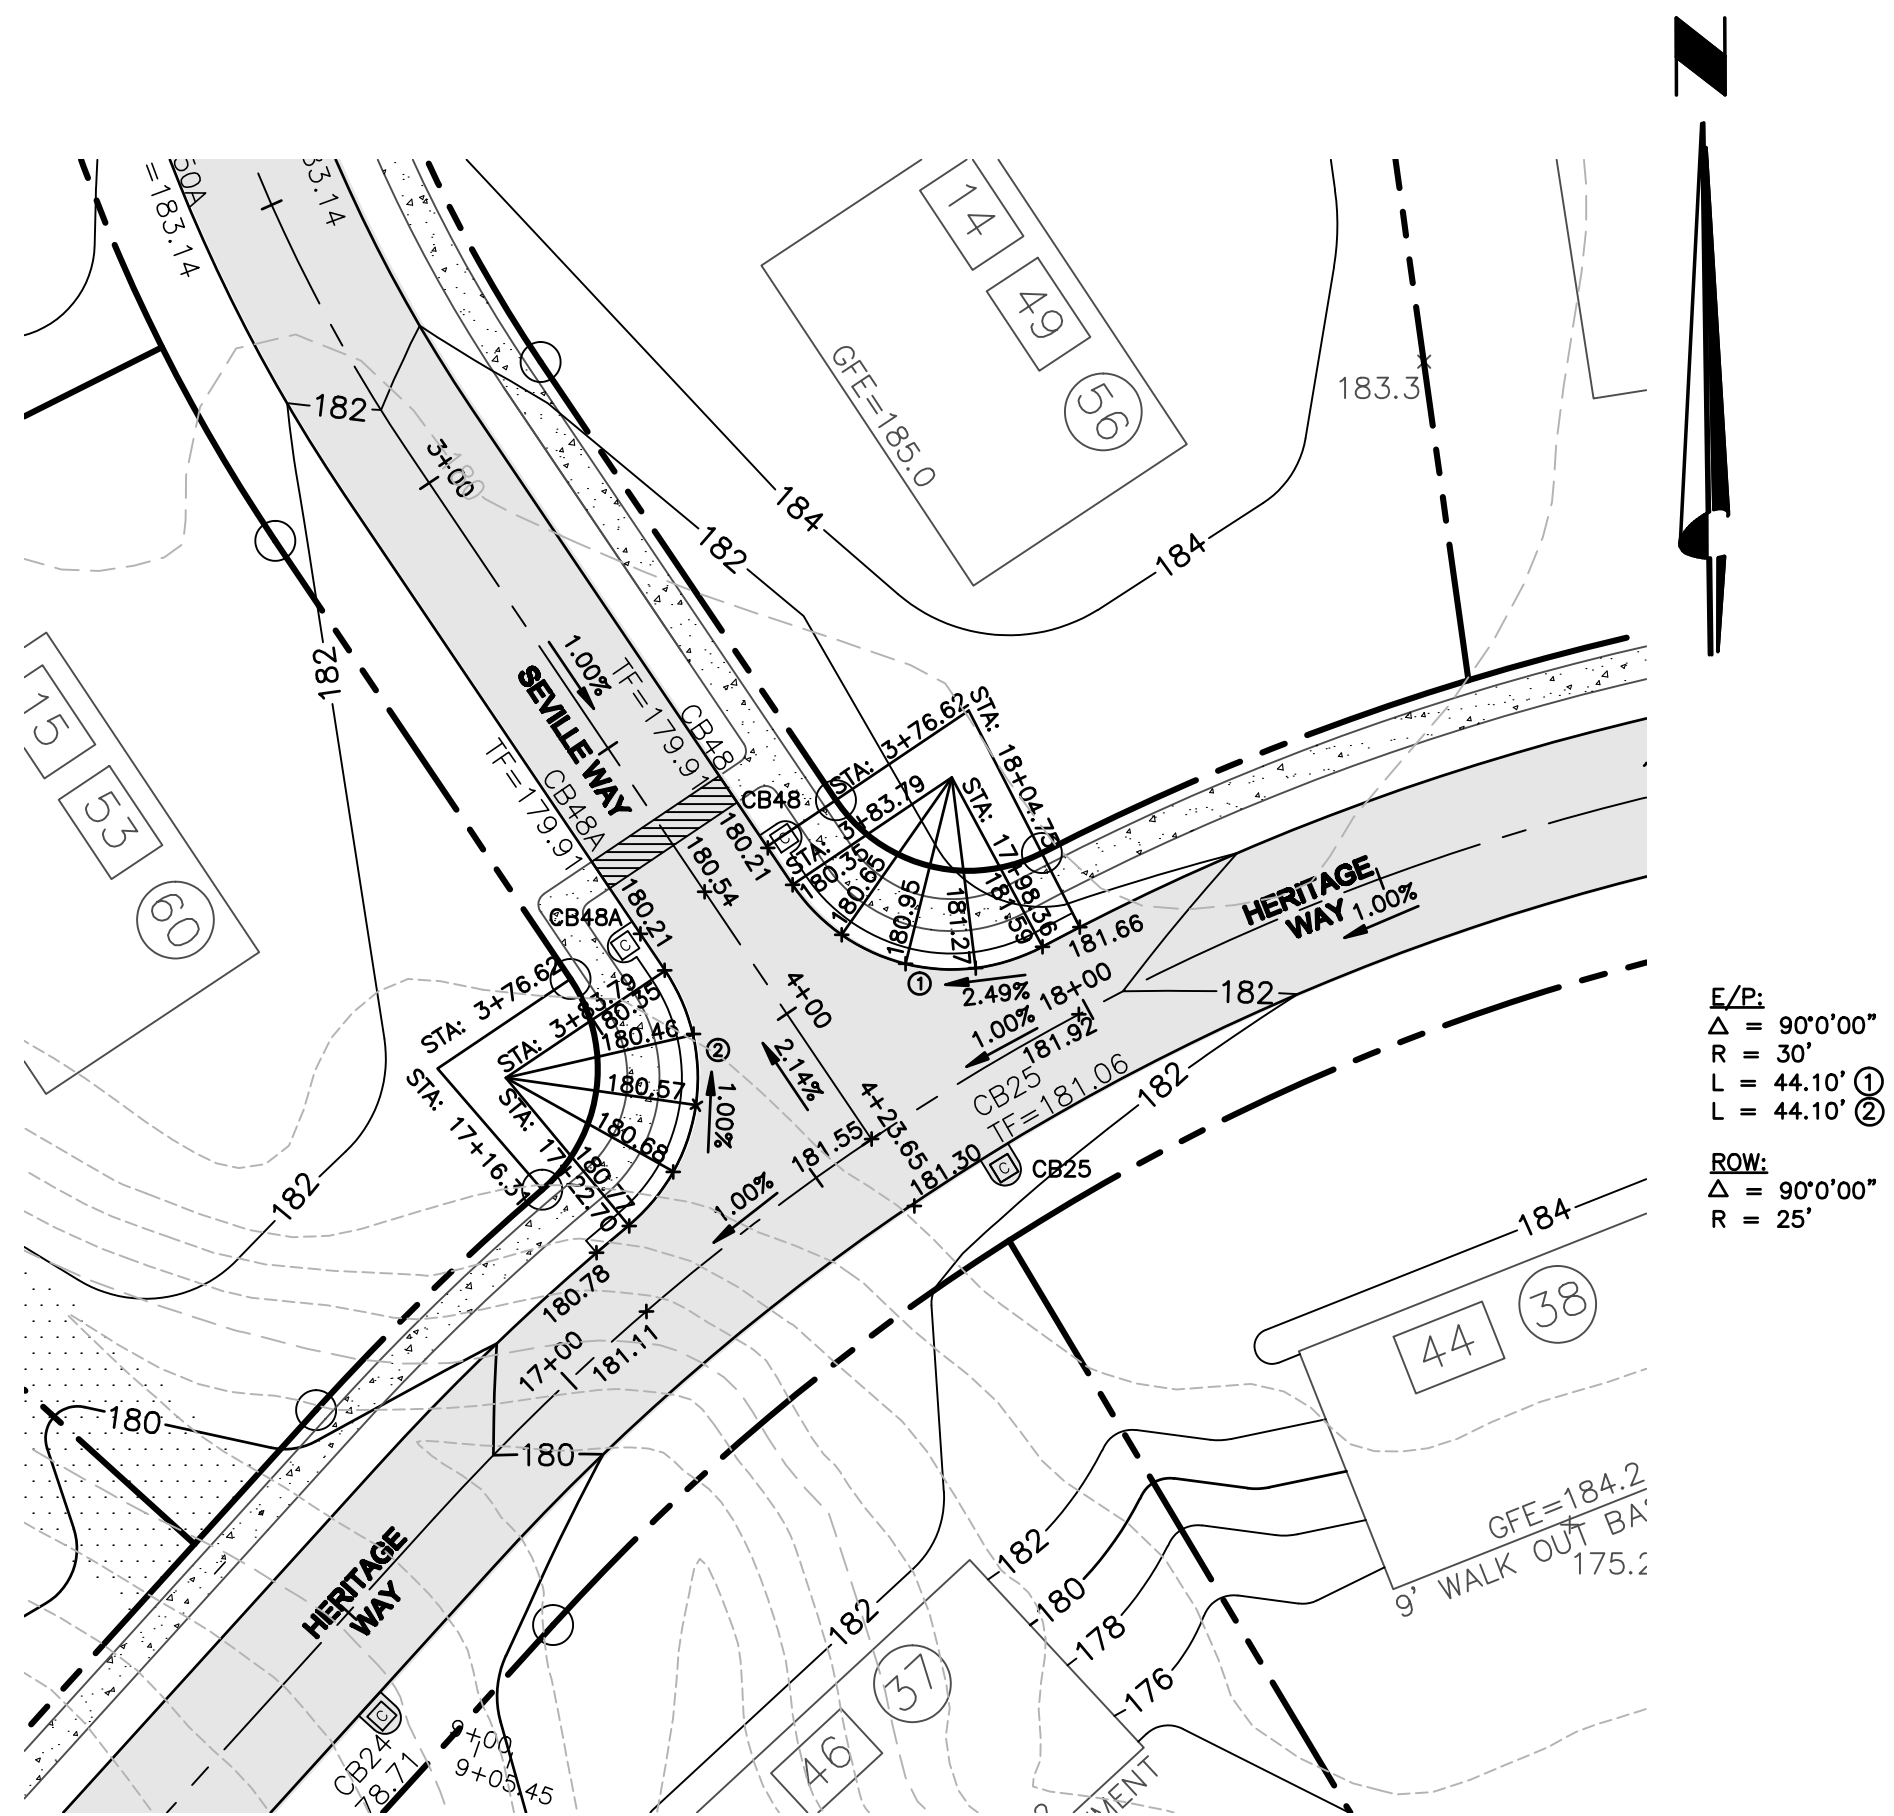 N
50A
=183.14
33.14
14
49
56
GFE=185.0
183.3
182
3+00
180
184
182
184
182
15
53
60
1.00%
SEVILLE WAY
TF=179.91
CB48
TF=179.91
CB48A
CB48
STA: 3+76.62
STA: 18+04.75
STA: 3+83.79
STA: 17+98.36
180.21
180.54
180.35
180.65
180.95
181.27
181.59
181.66
1
2.49%
HERITAGE
WAY
1.00%
CB48A
180.21
STA: 3+76.62
STA: 3+83.79
180.35
180.46
180.57
180.68
180.77
STA: 17+16.31
STA: 17+22.70
180.78
2
1.00%
4+00
2.14%
4+23.65
18+00
1.00%
181.92
182
CB25
TF=181.06
181.55
181.30
CB25
1.00%
182
182
17+00
181.11
180
180
HERITAGE
WAY
CB24
78.71
9+00
9+05.45
E/P:
Δ = 90°0'00"
R = 30'
L = 44.10' 1
L = 44.10' 2
ROW:
Δ = 90°0'00"
R = 25'
184
44
38
GFE=184.2
9' WALK OUT BA
175.2
182
180
178
176
182
37
46
MENT